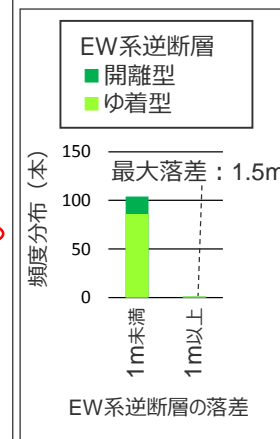 EW系逆断層
開離型
ゆ着型
頻度分布（本）
150
最大落差：1.5m
100
50
0
1m未満
1m以上
EW系逆断層の落差